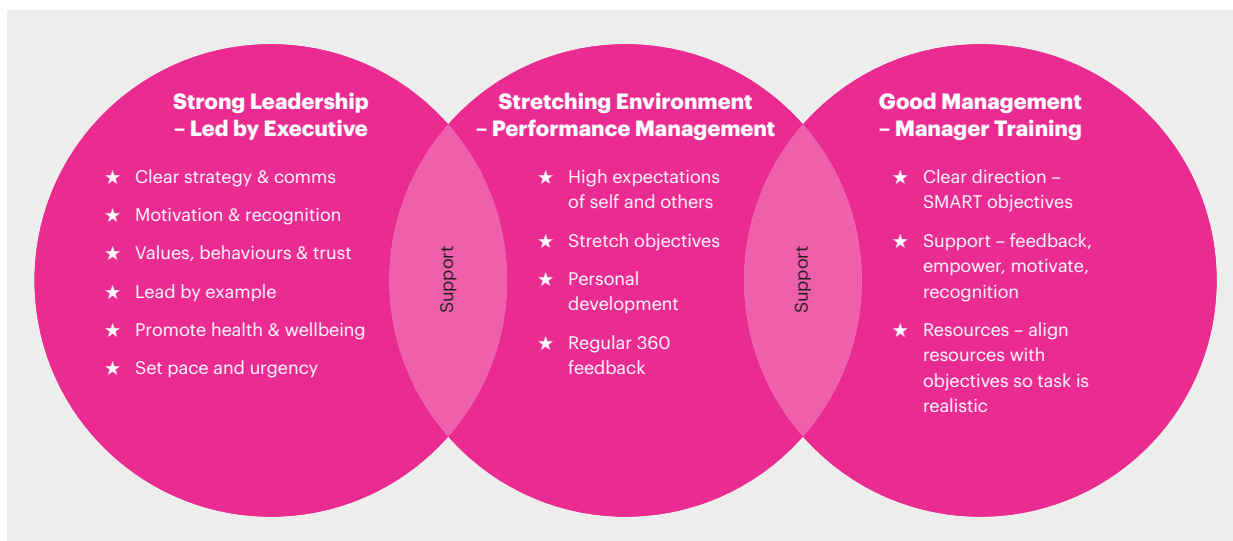 Strong Leadership
– Led by Executive
★ Clear strategy & comms
★ Motivation & recognition
★ Values, behaviours & trust
★ Lead by example
★ Promote health & wellbeing
★ Set pace and urgency
Support
Stretching Environment
– Performance Management
★ High expectations
of self and others
★ Stretch objectives
★ Personal
development
★ Regular 360
feedback
Support
Good Management
– Manager Training
★ Clear direction –
SMART objectives
★ Support – feedback,
empower, motivate,
recognition
★ Resources – align
resources with
objectives so task is
realistic